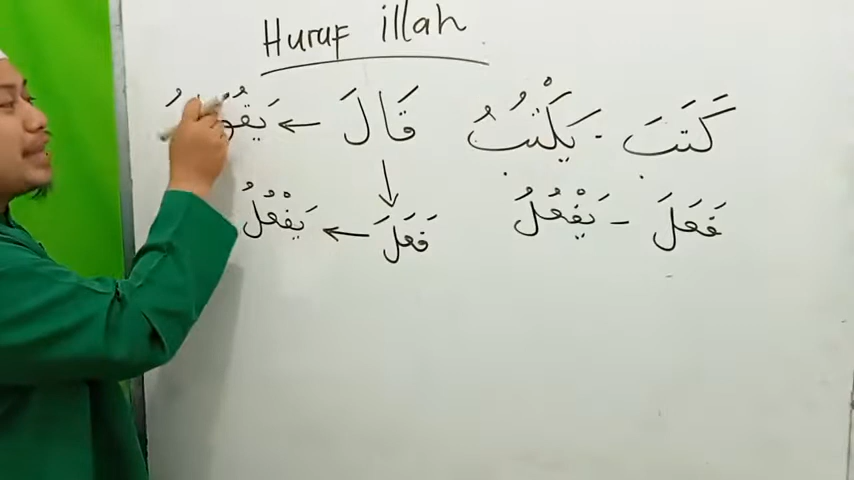 Huruf illah
كَتَبَ - يَكْتُبُ قَالَ ← يَقُ
فَعَلَ - يَفْعُلُ فَعَلَ ← يَفْعُلُ